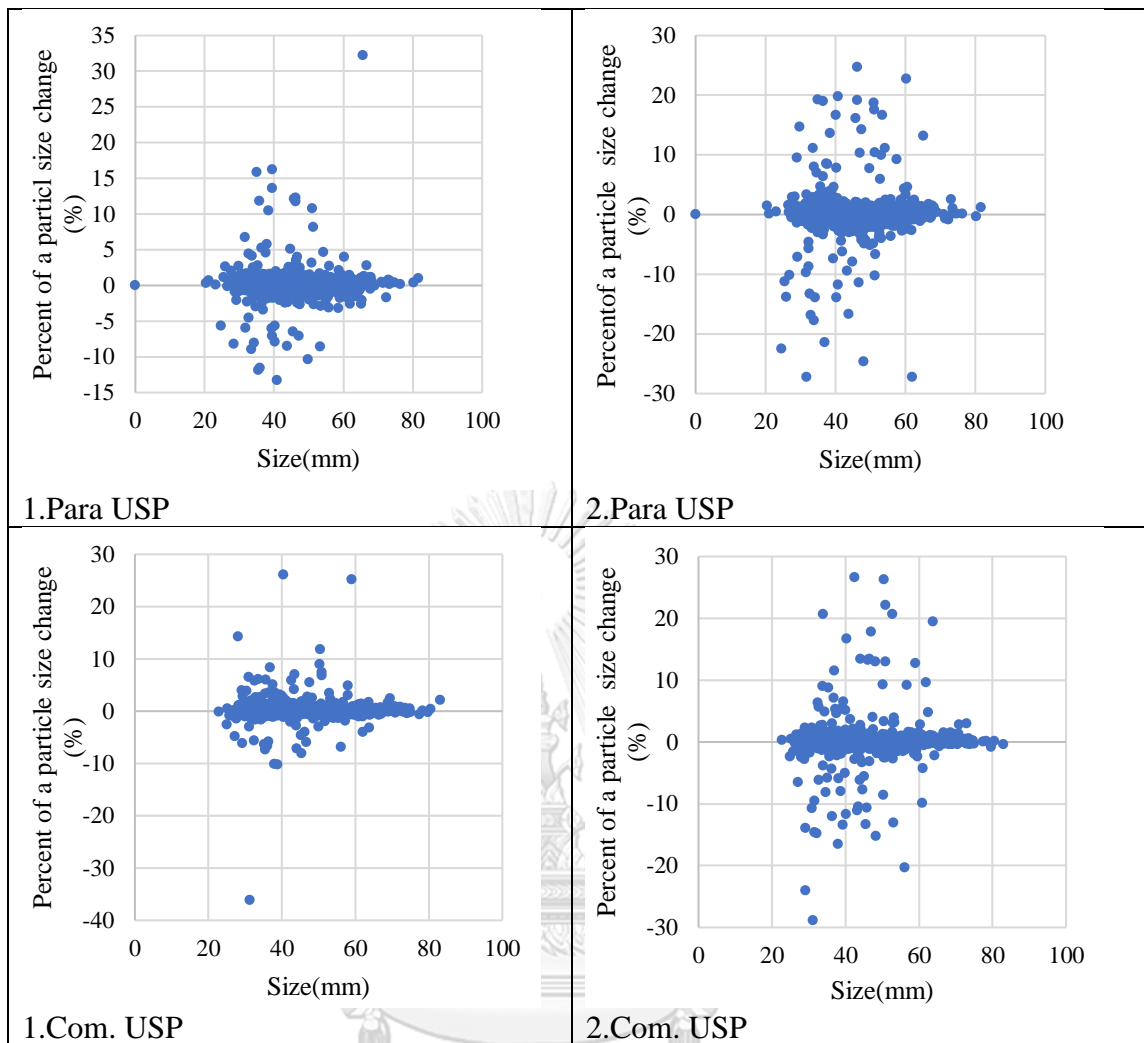 Percent of a particl size change
(%)
35
30
25
20
15
10
5
0
-5
-10
-15
0 20 40 60 80 100
Size(mm)
1.Para USP
Percentof a particle size change
(%)
30
20
10
0
-10
-20
-30
0 20 40 60 80 100
Size(mm)
2.Para USP
Percent of a particle size change
(%)
30
20
10
0
-10
-20
-30
-40
0 20 40 60 80 100
Size(mm)
1.Com. USP
Percent of a particle size change
(%)
30
20
10
0
-10
-20
-30
0 20 40 60 80 100
Size(mm)
2.Com. USP